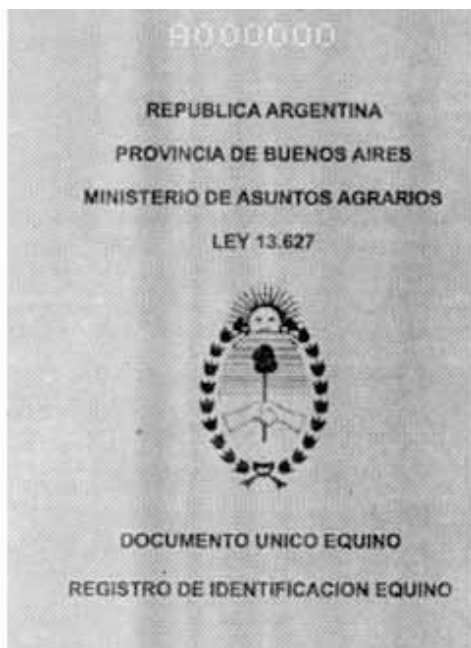 A000000
REPUBLICA ARGENTINA
PROVINCIA DE BUENOS AIRES
MINISTERIO DE ASUNTOS AGRARIOS
LEY 13.627
DOCUMENTO UNICO EQUINO
REGISTRO DE IDENTIFICACION EQUINO